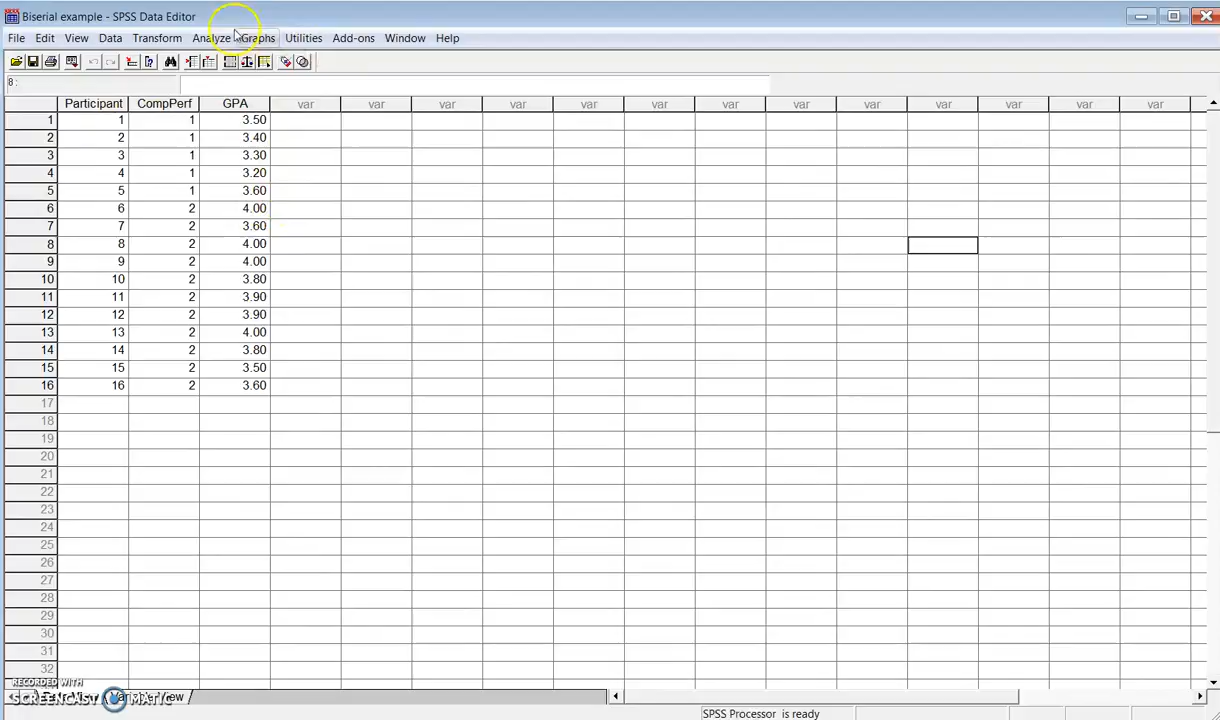 Biserial example - SPSS Data Editor
File Edit View Data Transform Analyze Graphs Utilities Add-ons Window Help
8 :
Participant CompPerf GPA var var var var var var var var var var var var var
1 1 1 3.50
2 2 1 3.40
3 3 1 3.30
4 4 1 3.20
5 5 1 3.60
6 6 2 4.00
7 7 2 3.60
8 8 2 4.00
9 9 2 4.00
10 10 2 3.80
11 11 2 3.90
12 12 2 3.90
13 13 2 4.00
14 14 2 3.80
15 15 2 3.50
16 16 2 3.60
17
18
19
20
21
22
23
24
25
26
27
28
29
30
31
32
RECORDED WITH
SCREENCAST MATIC
View
SPSS Processor is ready